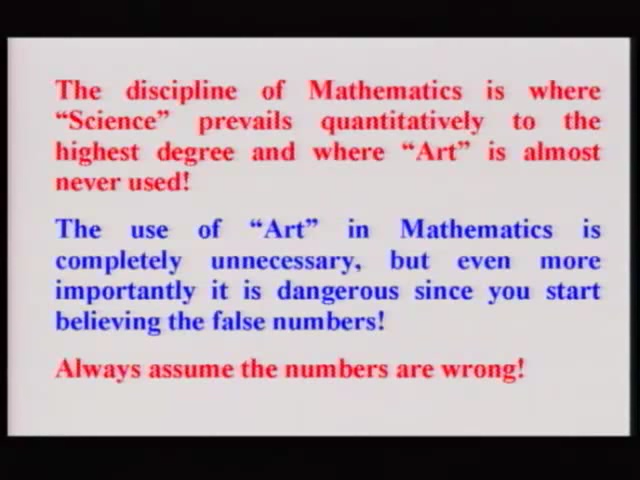 The discipline of Mathematics is where
“Science” prevails quantitatively to the
highest degree and where “Art” is almost
never used!
The use of “Art” in Mathematics is
completely unnecessary, but even more
importantly it is dangerous since you start
believing the false numbers!
Always assume the numbers are wrong!